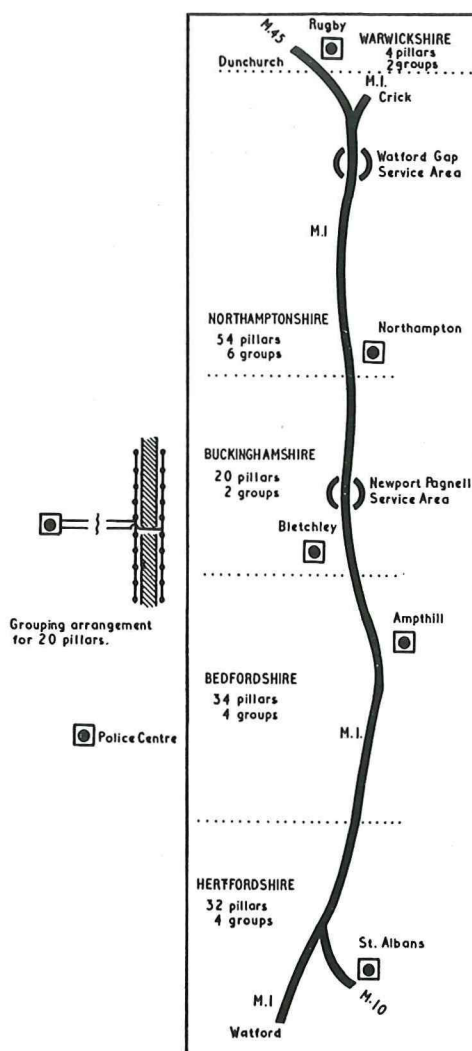 M.45
Rugby
WARWICKSHIRE
4 pillars
2 groups
Dunchurch
M.I.
Crick
Watford Gap
Service Area
M.I
NORTHAMPTONSHIRE
54 pillars
6 groups
Northampton
BUCKINGHAMSHIRE
20 pillars
2 groups
Newport Pagnell
Service Area
Bletchley
Grouping arrangement
for 20 pillars.
Ampthill
BEDFORDSHIRE
34 pillars
4 groups
Police Centre
M.I.
HERTFORDSHIRE
32 pillars
4 groups
St. Albans
M.I
M.10
Watford